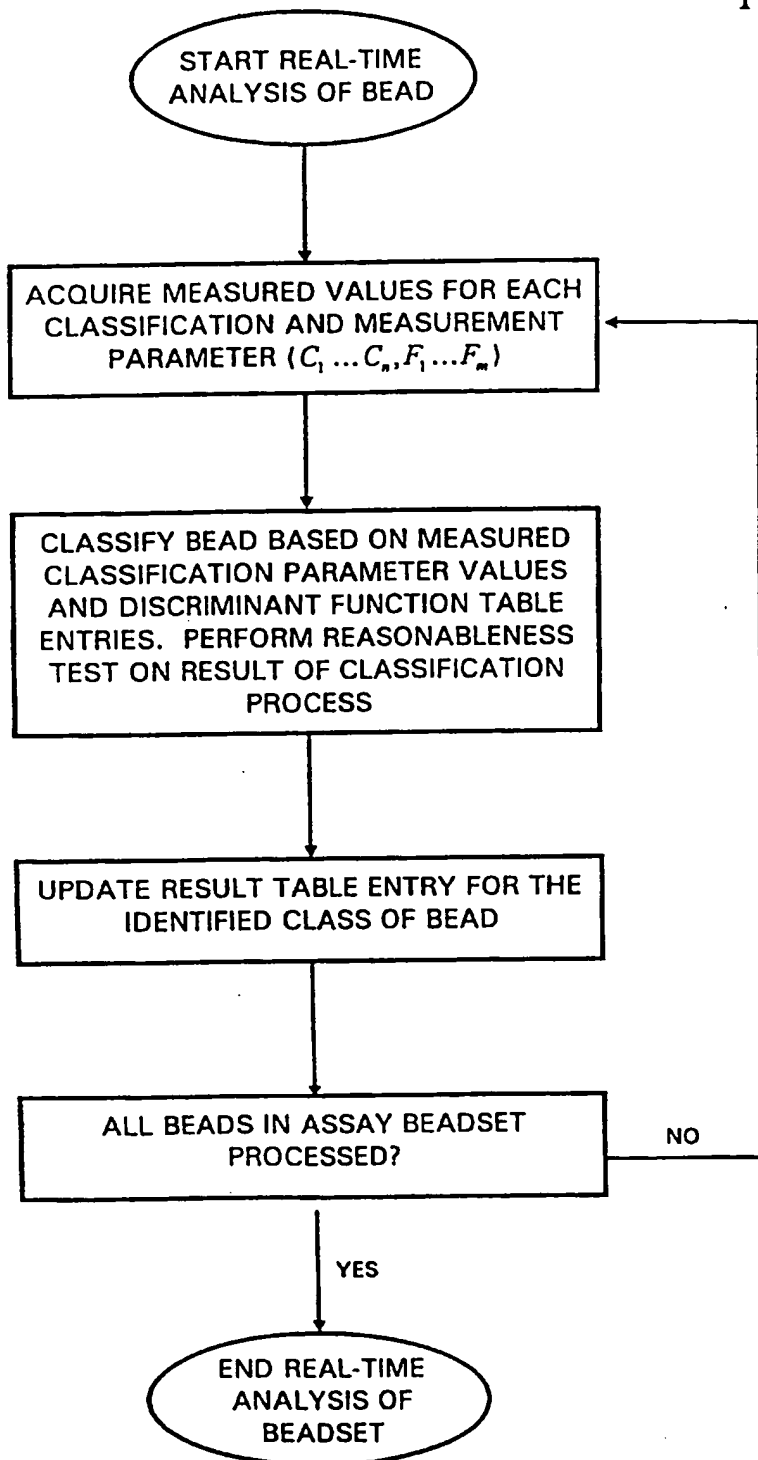 START REAL-TIME
ANALYSIS OF BEAD
ACQUIRE MEASURED VALUES FOR EACH
CLASSIFICATION AND MEASUREMENT
PARAMETER (C₁ ...Cₙ,F₁...Fₘ)
CLASSIFY BEAD BASED ON MEASURED
CLASSIFICATION PARAMETER VALUES
AND DISCRIMINANT FUNCTION TABLE
ENTRIES. PERFORM REASONABLENESS
TEST ON RESULT OF CLASSIFICATION
PROCESS
UPDATE RESULT TABLE ENTRY FOR THE
IDENTIFIED CLASS OF BEAD
ALL BEADS IN ASSAY BEADSET
PROCESSED?
NO
YES
END REAL-TIME
ANALYSIS OF
BEADSET